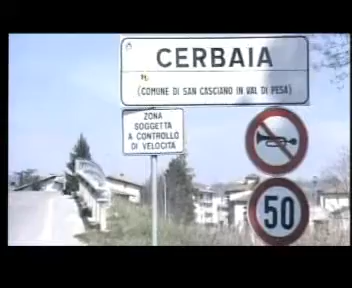 CERBAIA
(COMUNE DI SAN CASCIANO IN VAL DI PESA)
ZONA
SOGGETTA
A CONTROLLO
DI VELOCITÀ
50